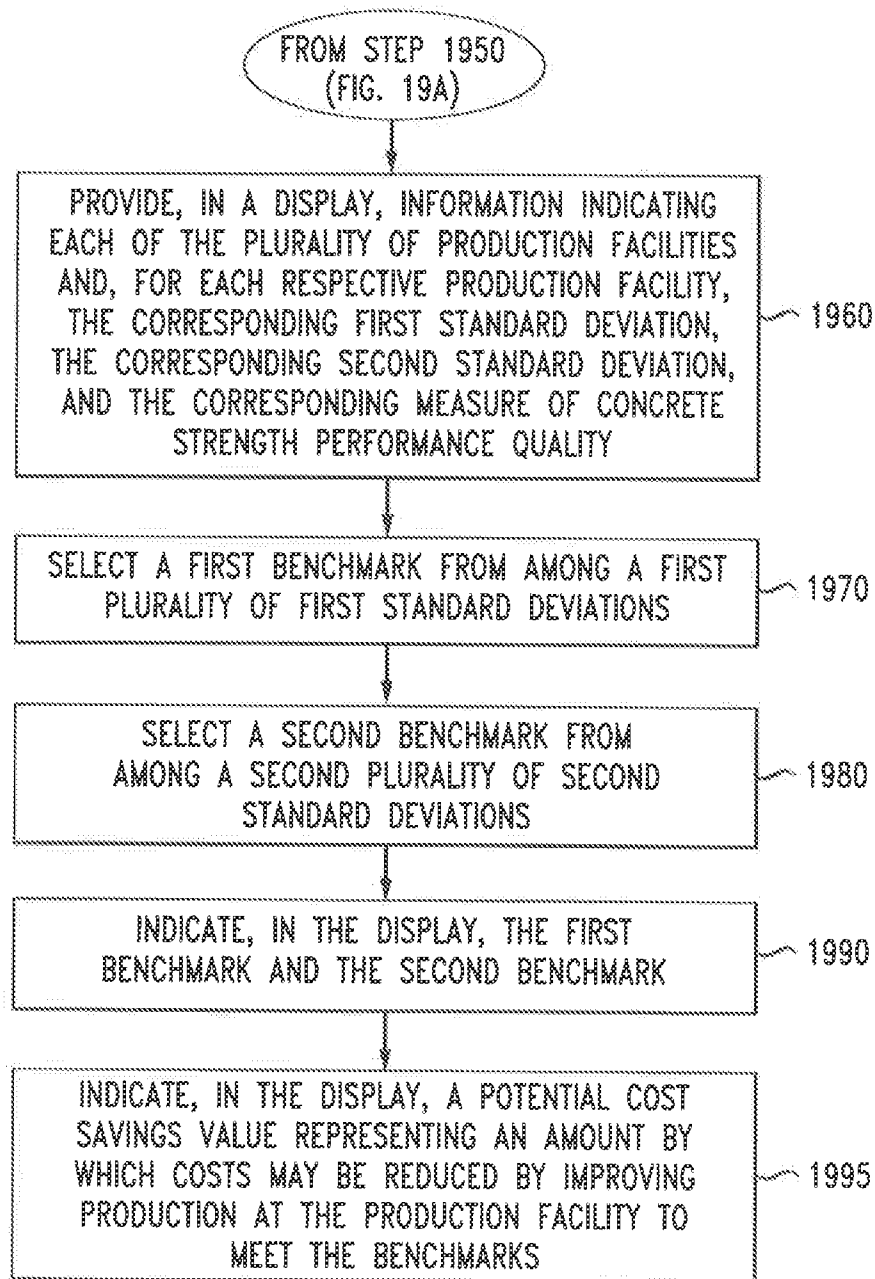 FROM STEP 1950
(FIG. 19A)
PROVIDE, IN A DISPLAY, INFORMATION INDICATING
EACH OF THE PLURALITY OF PRODUCTION FACILITIES
AND, FOR EACH RESPECTIVE PRODUCTION FACILITY,
THE CORRESPONDING FIRST STANDARD DEVIATION,
THE CORRESPONDING SECOND STANDARD DEVIATION,
AND THE CORRESPONDING MEASURE OF CONCRETE
STRENGTH PERFORMANCE QUALITY
1960
SELECT A FIRST BENCHMARK FROM AMONG A FIRST
PLURALITY OF FIRST STANDARD DEVIATIONS
1970
SELECT A SECOND BENCHMARK FROM
AMONG A SECOND PLURALITY OF SECOND
STANDARD DEVIATIONS
1980
INDICATE, IN THE DISPLAY, THE FIRST
BENCHMARK AND THE SECOND BENCHMARK
1990
INDICATE, IN THE DISPLAY, A POTENTIAL COST
SAVINGS VALUE REPRESENTING AN AMOUNT BY
WHICH COSTS MAY BE REDUCED BY IMPROVING
PRODUCTION AT THE PRODUCTION FACILITY TO
MEET THE BENCHMARKS
1995